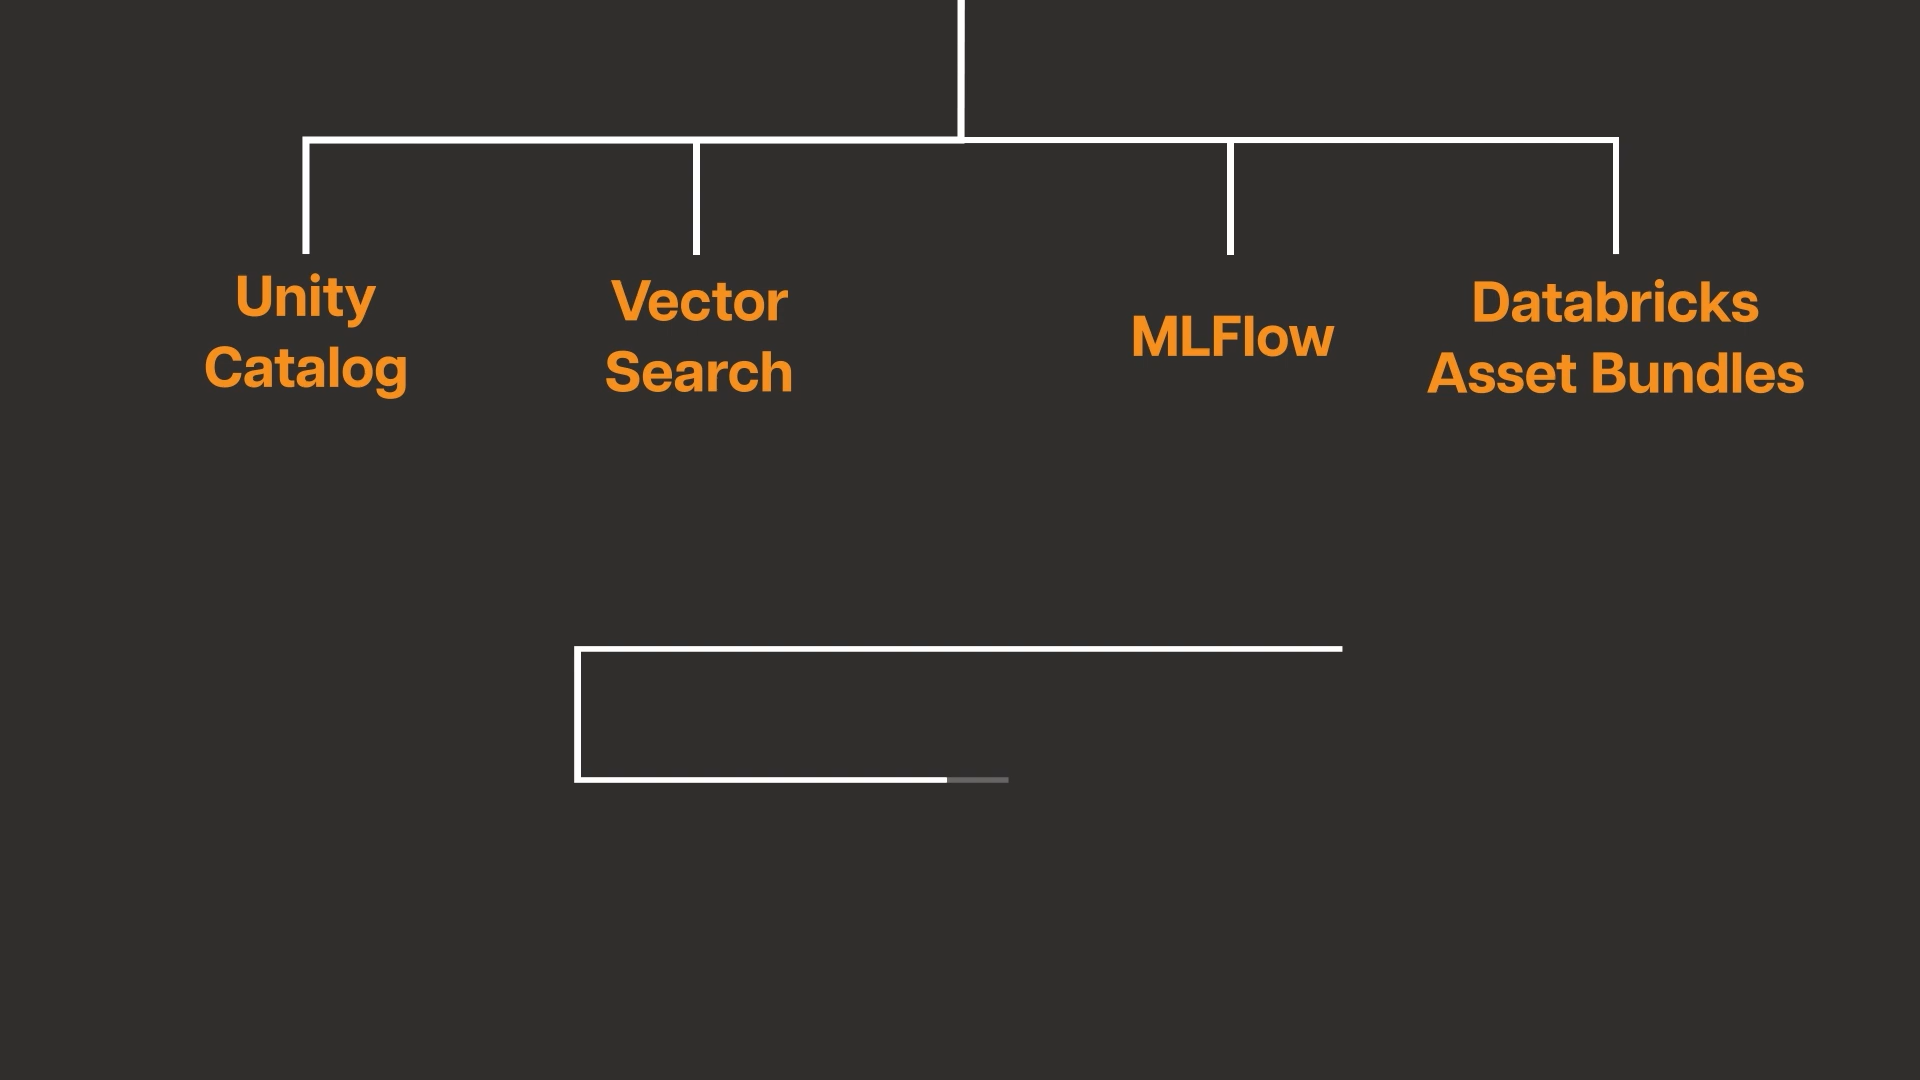 Unity
Catalog
Vector
Search
MLFlow
Databricks
Asset Bundles